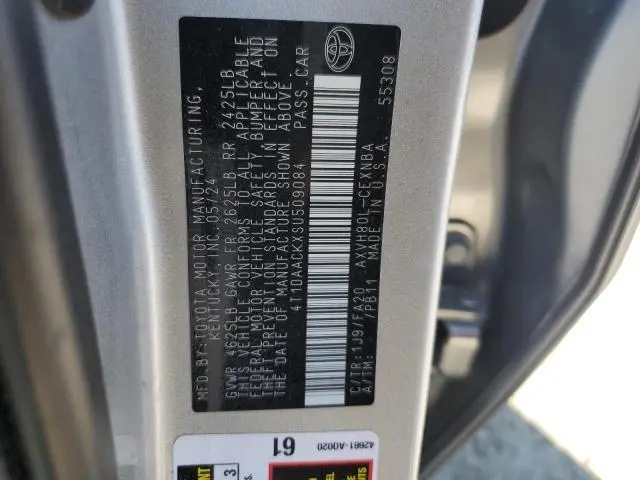 MFD. BY:TOYOTA MOTOR MANUFACTURING,
KENTUCKY, INC. 05/24
GVWR 4625LB GAWR FR 2625LB RR 2425LB
THIS VEHICLE CONFORMS TO ALL APPLICABLE
FEDERAL MOTOR VEHICLE SAFETY, BUMPER AND
THEFT PREVENTION STANDARDS IN EFFECT ON
THE DATE OF MANUFACTURE SHOWN ABOVE.
4T1DAACKXSU509084 PASS. CAR
C/TR:1J9/FA20 AXVH80L-CEXNBA
A/TM: /PB11 MADE IN U.S.A. 55308
42661-A0020
61
3